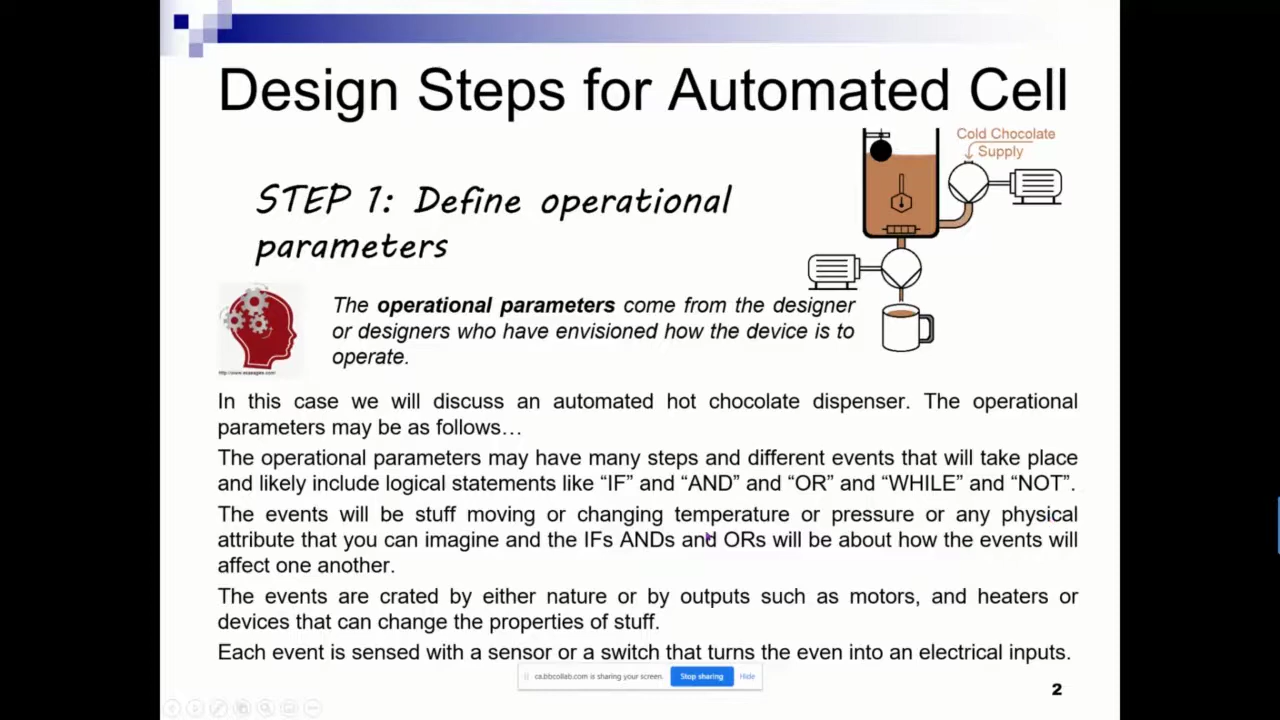 Design Steps for Automated Cell
Cold Chocolate
Supply
STEP 1: Define operational
parameters
The operational parameters come from the designer
or designers who have envisioned how the device is to
operate.
In this case we will discuss an automated hot chocolate dispenser. The operational
parameters may be as follows…
The operational parameters may have many steps and different events that will take place
and likely include logical statements like “IF” and “AND” and “OR” and “WHILE” and “NOT”.
The events will be stuff moving or changing temperature or pressure or any physical
attribute that you can imagine and the IFs ANDs and ORs will be about how the events will
affect one another.
The events are crated by either nature or by outputs such as motors, and heaters or
devices that can change the properties of stuff.
Each event is sensed with a sensor or a switch that turns the even into an electrical inputs.
ca.bbcollab.com is sharing your screen.
Stop sharing
Hide
2